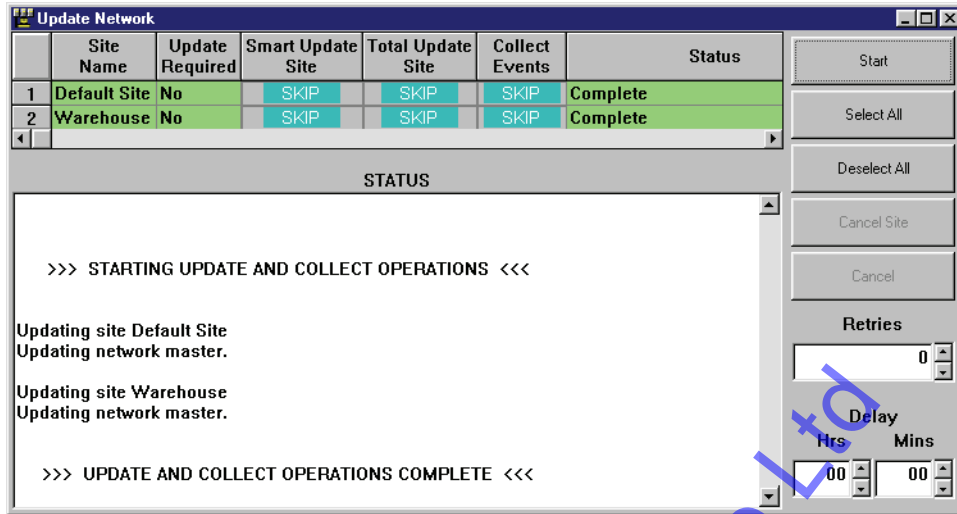 Update Network
Site Name Update Required Smart Update Site Total Update Site Collect Events Status
1 Default Site No SKIP SKIP SKIP Complete
2 Warehouse No SKIP SKIP SKIP Complete
STATUS
>>> STARTING UPDATE AND COLLECT OPERATIONS <<<
Updating site Default Site
Updating network master.
Updating site Warehouse
Updating network master.
>>> UPDATE AND COLLECT OPERATIONS COMPLETE <<<
Start
Select All
Deselect All
Cancel Site
Cancel
Retries
0
Delay
Hrs Mins
00 00
Ltd